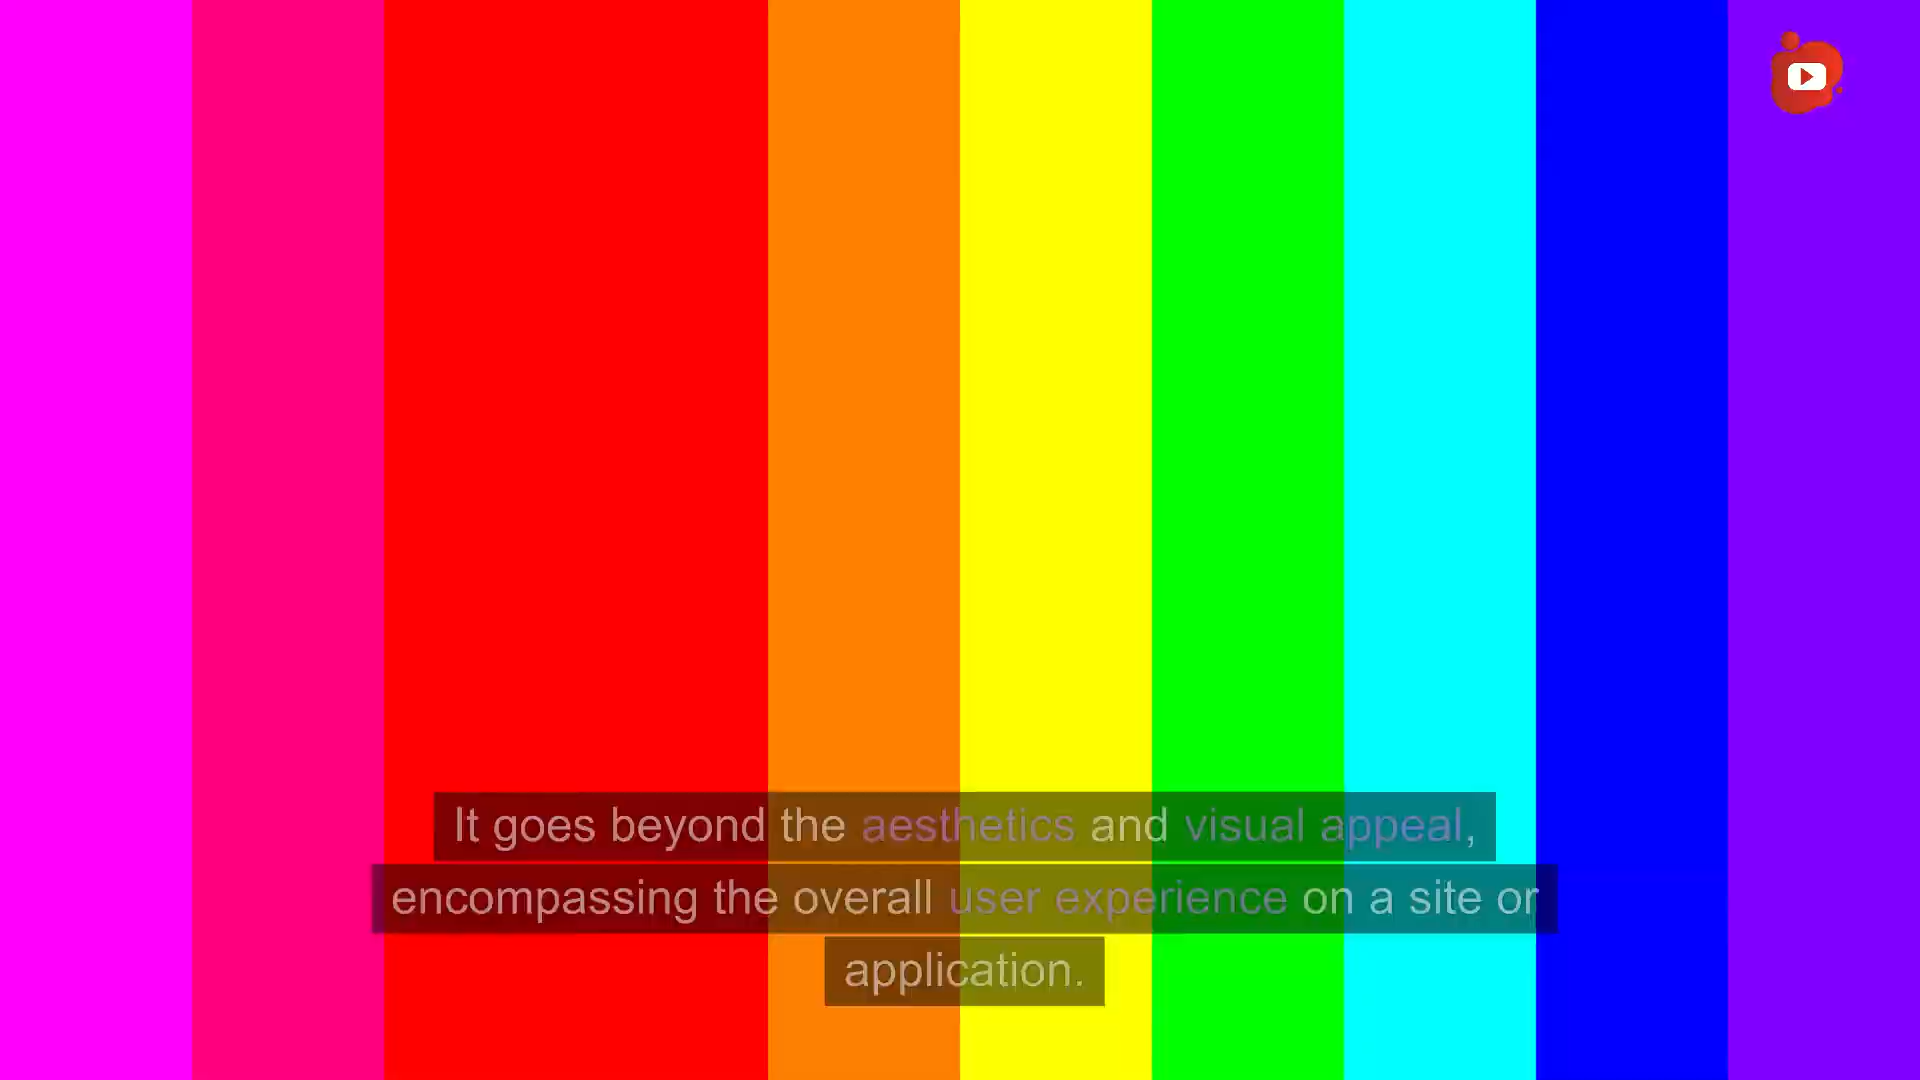 It goes beyond the aesthetics and visual appeal,
encompassing the overall user experience on a site or
application.